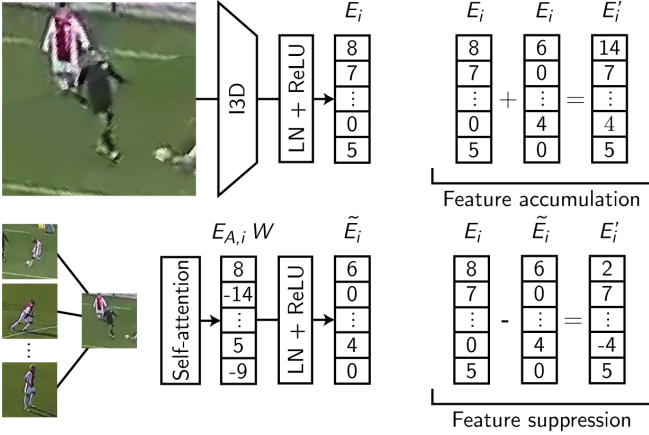 I3D
LN + ReLU
E_i
8
7
⋮
0
5
E_i E_i E_i'
8 6 14
7 0 7
⋮ + ⋮ = ⋮
0 4 4
5 0 5
Feature accumulation
...
Self-attention
E_{A,i} W
8
-14
⋮
5
-9
LN + ReLU
Ẽ_i
6
0
⋮
4
0
E_i Ẽ_i E_i'
8 6 2
7 0 7
⋮ - ⋮ = ⋮
0 4 -4
5 0 5
Feature suppression